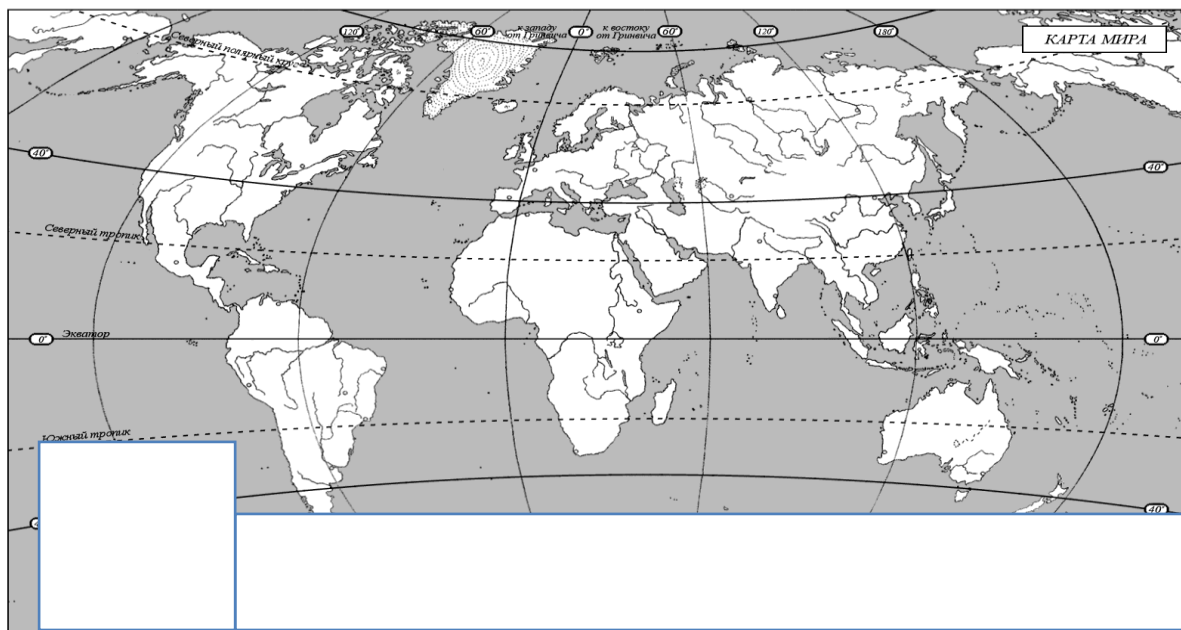 120°
60°
к западу
от Гринвича
0°
к востоку
от Гринвича
60°
120°
180°
КАРТА МИРА
Северный полярный круг
40°
40°
Северный тропик
Экватор
0°
0°
Южный тропик
40°